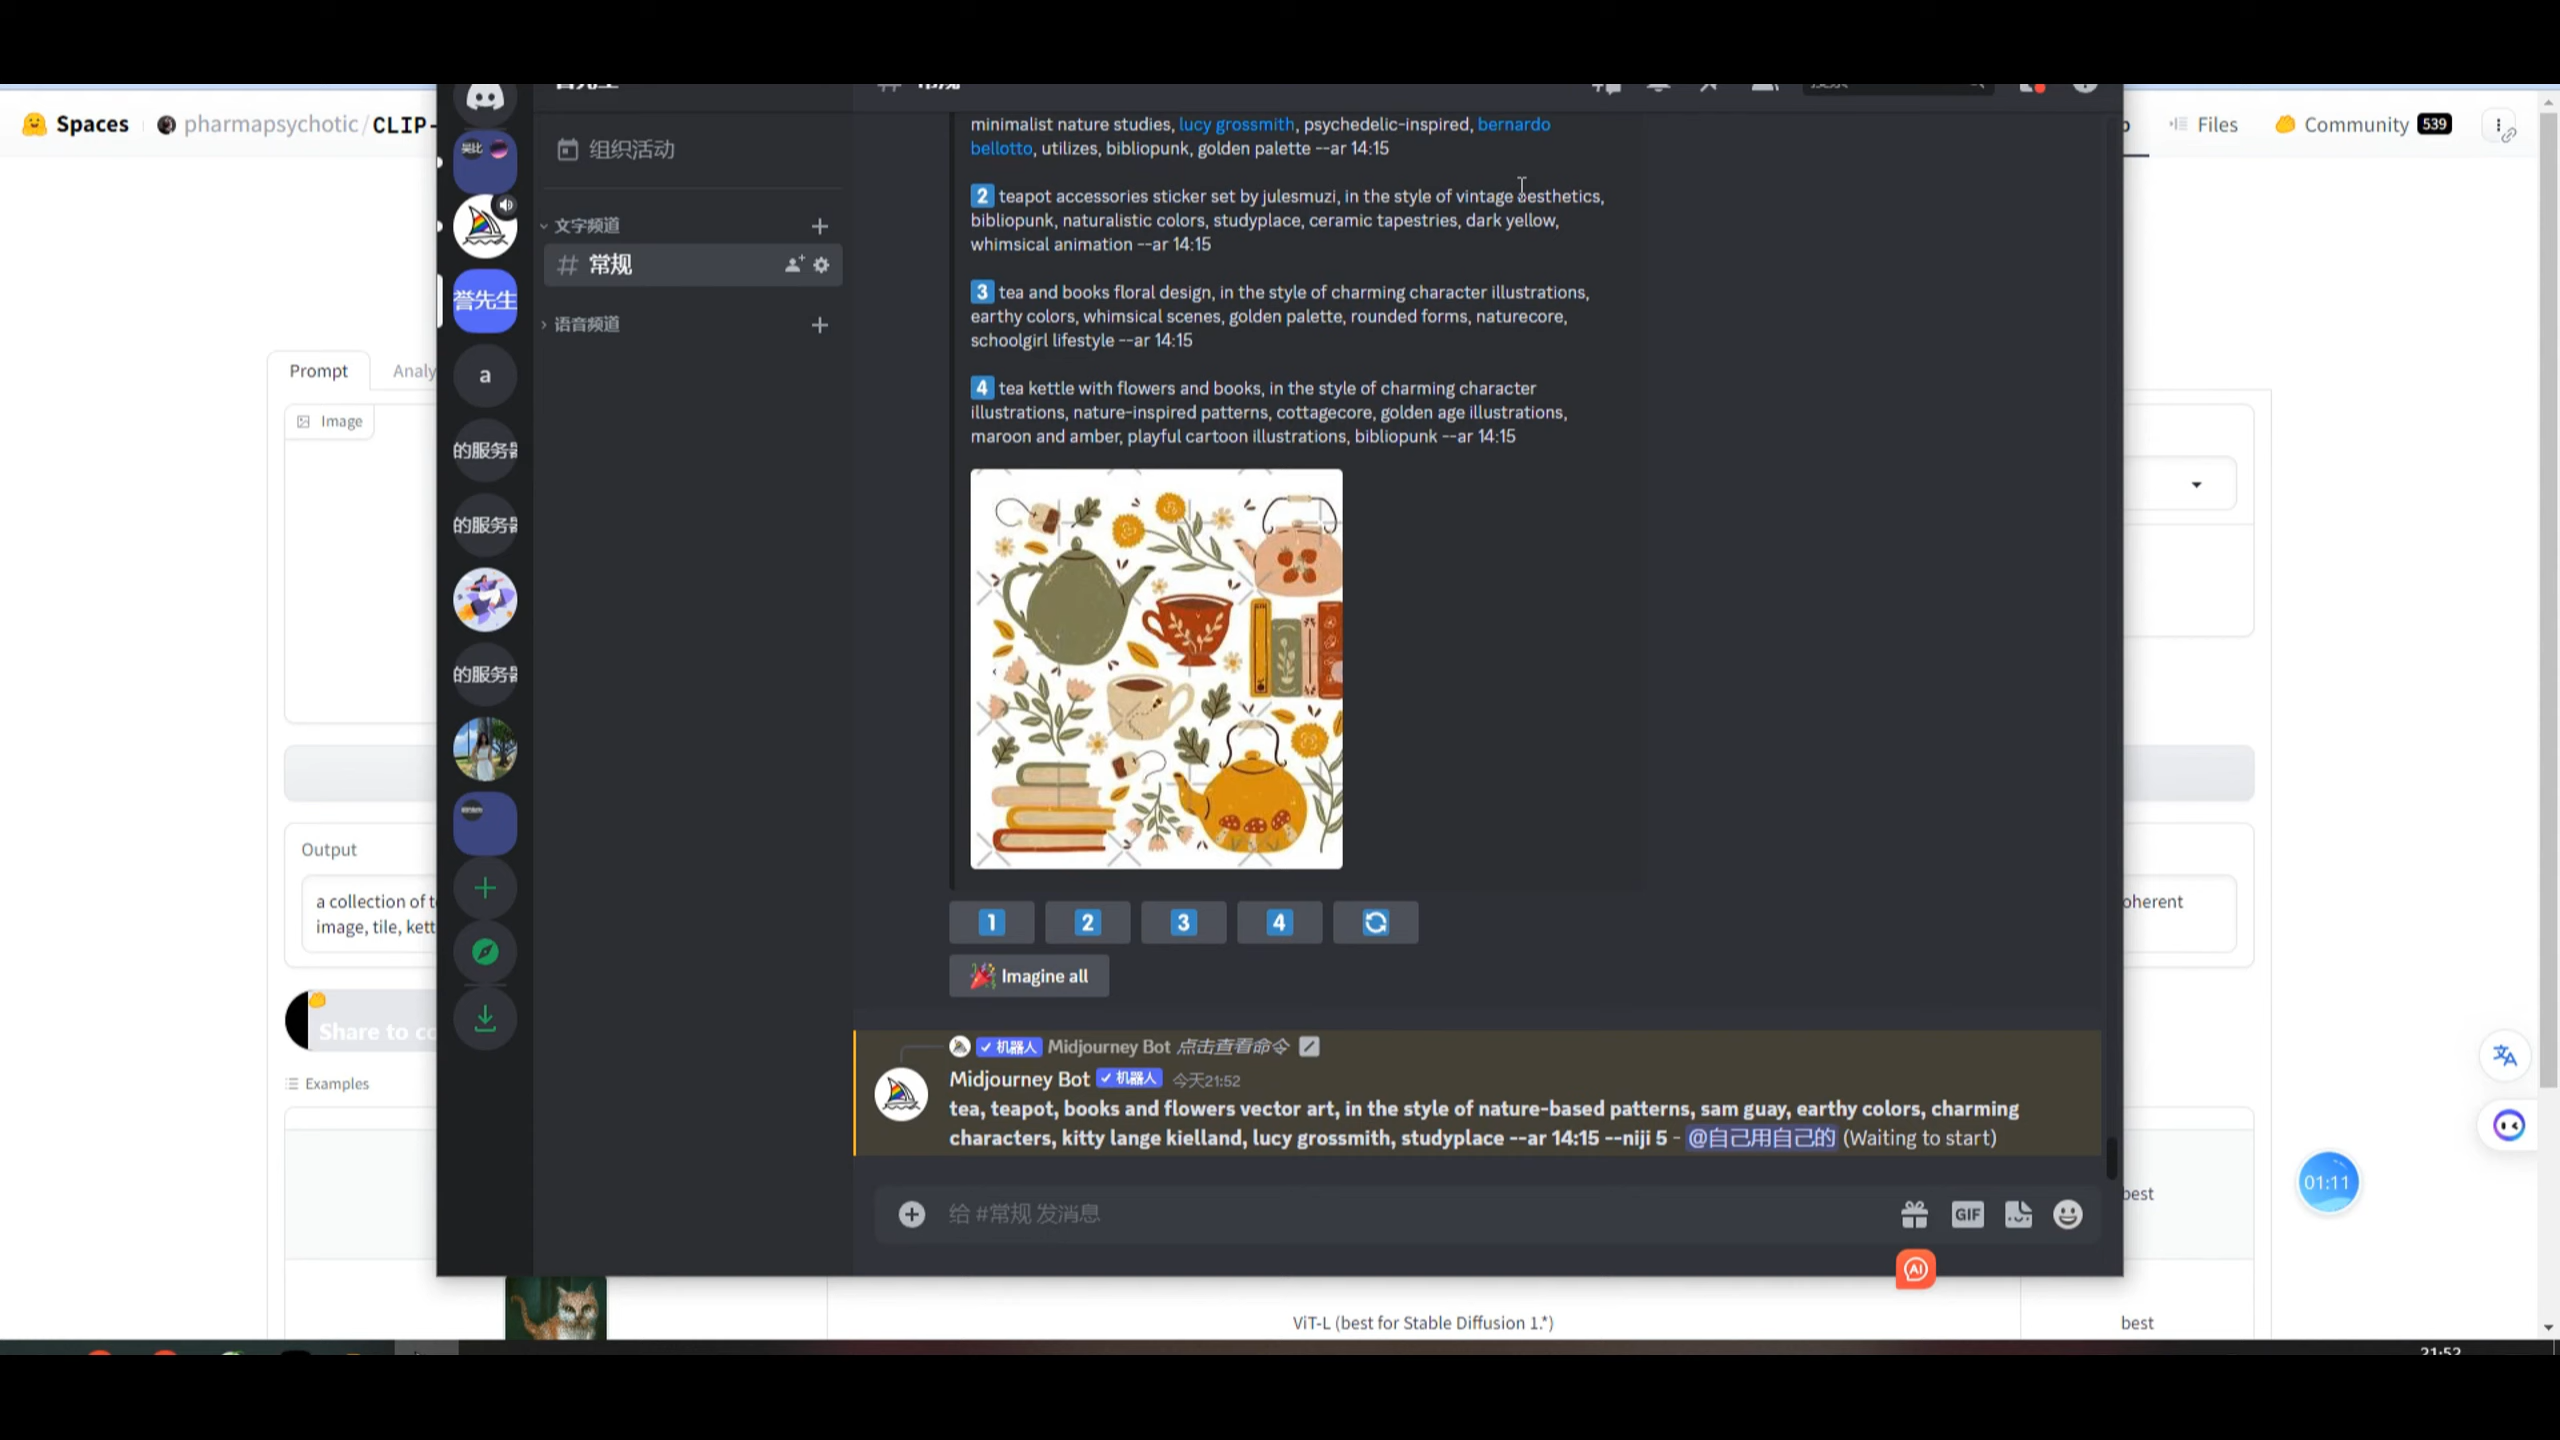 Spaces
pharmapsychotic/CLIP-
Files
Community 539
Prompt
Analy
Image
Output
a collection of t
image, tile, kett
Share to co
Examples
誉先生
a
的服务器
的服务器
的服务器
组织活动
文字频道
常规
语音频道
minimalist nature studies, lucy grossmith, psychedelic-inspired, bernardo
bellotto, utilizes, bibliopunk, golden palette --ar 14:15
2 teapot accessories sticker set by julesmuzi, in the style of vintage aesthetics,
bibliopunk, naturalistic colors, studyplace, ceramic tapestries, dark yellow,
whimsical animation --ar 14:15
3 tea and books floral design, in the style of charming character illustrations,
earthy colors, whimsical scenes, golden palette, rounded forms, naturecore,
schoolgirl lifestyle --ar 14:15
4 tea kettle with flowers and books, in the style of charming character
illustrations, nature-inspired patterns, cottagecore, golden age illustrations,
maroon and amber, playful cartoon illustrations, bibliopunk --ar 14:15
1 2 3 4
Imagine all
✓ 机器人 Midjourney Bot 点击查看命令
Midjourney Bot ✓ 机器人 今天21:52
tea, teapot, books and flowers vector art, in the style of nature-based patterns, sam guay, earthy colors, charming
characters, kitty lange kielland, lucy grossmith, studyplace --ar 14:15 --niji 5 - @自己用自己的 (Waiting to start)
给 #常规 发消息
GIF
AI
oherent
best
01:11
ViT-L (best for Stable Diffusion 1.*)
best
21:52